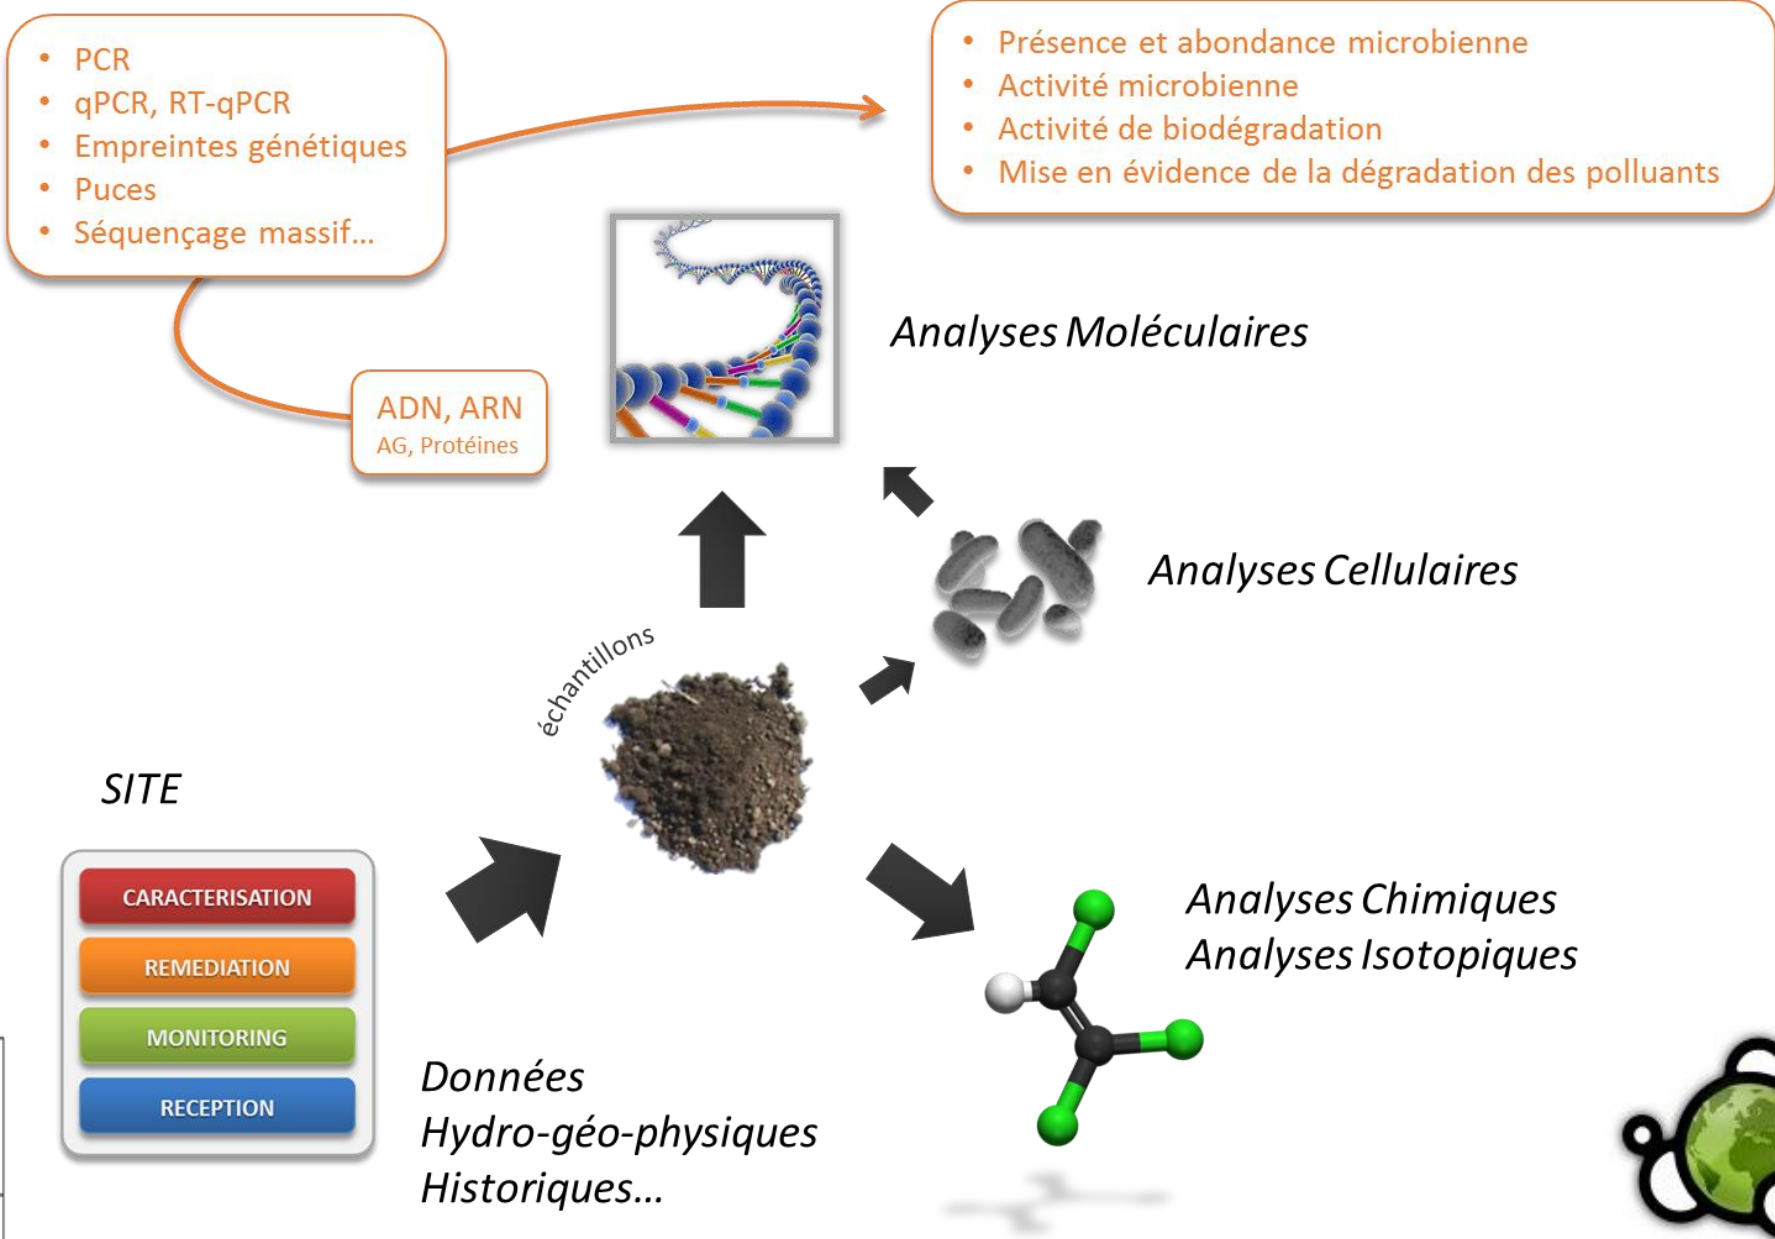 • PCR
• qPCR, RT-qPCR
• Empreintes génétiques
• Puces
• Séquençage massif...
• Présence et abondance microbienne
• Activité microbienne
• Activité de biodégradation
• Mise en évidence de la dégradation des polluants
Analyses Moléculaires
ADN, ARN
AG, Protéines
Analyses Cellulaires
échantillons
SITE
CARACTERISATION
REMEDIATION
MONITORING
RECEPTION
Données
Hydro-géo-physiques
Historiques...
Analyses Chimiques
Analyses Isotopiques